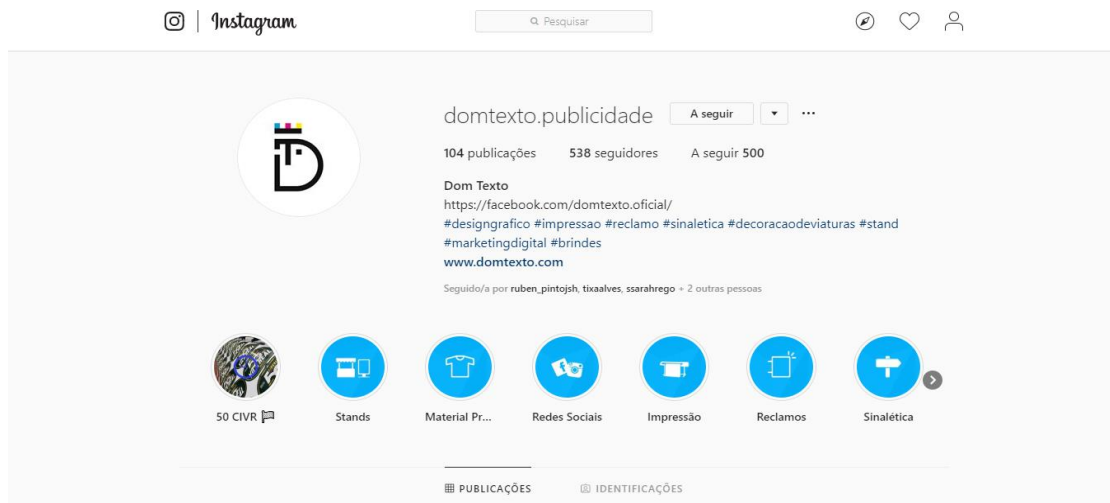 Instagram
Pesquisar
domtexto.publicidade A seguir
104 publicações 538 seguidores A seguir 500
Dom Texto
https://facebook.com/domtexto.oficial/
#designgrafico #impressao #reclamo #sinaletica #decoracaodeviaturas #stand
#marketingdigital #brindes
www.domtexto.com
Seguido/a por ruben_pintojsh, tixaalves, ssarahrego + 2 outras pessoas
50 CIVR Stands Material Pr... Redes Sociais Impressão Reclamos Sinalética
PUBLICAÇÕES IDENTIFICAÇÕES